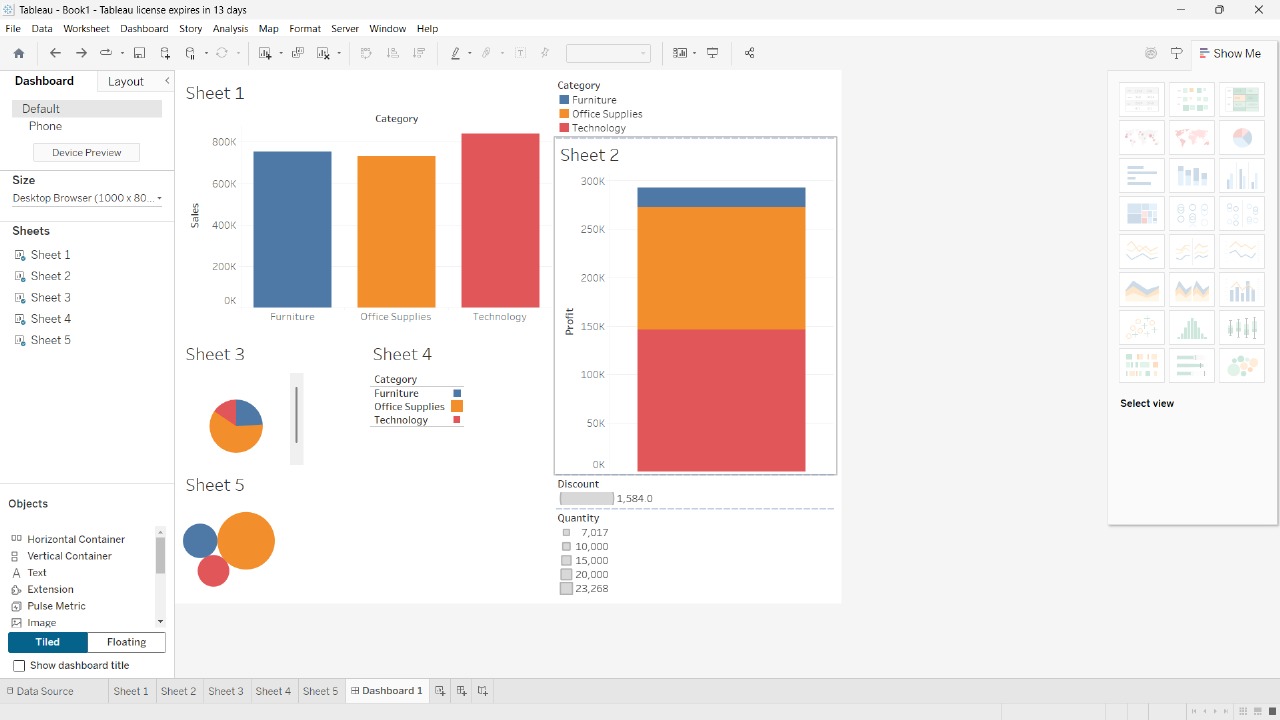 Tableau - Book1 - Tableau license expires in 13 days
File Data Worksheet Dashboard Story Analysis Map Format Server Window Help
Show Me
Dashboard Layout
Default
Phone
Device Preview
Size
Desktop Browser (1000 x 80...
Sheets
Sheet 1
Sheet 2
Sheet 3
Sheet 4
Sheet 5
Objects
Horizontal Container
Vertical Container
Text
Extension
Pulse Metric
Image
Tiled Floating
Show dashboard title
Sheet 1
Category
800K
600K
400K
200K
0K
Sales
Furniture Office Supplies Technology
Category
Furniture
Office Supplies
Technology
Sheet 2
300K
250K
200K
150K
100K
50K
0K
Profit
Sheet 3
Sheet 4
Category
Furniture
Office Supplies
Technology
Sheet 5
Discount
1,584.0
Quantity
7,017
10,000
15,000
20,000
23,268
Select view
Data Source Sheet 1 Sheet 2 Sheet 3 Sheet 4 Sheet 5 Dashboard 1